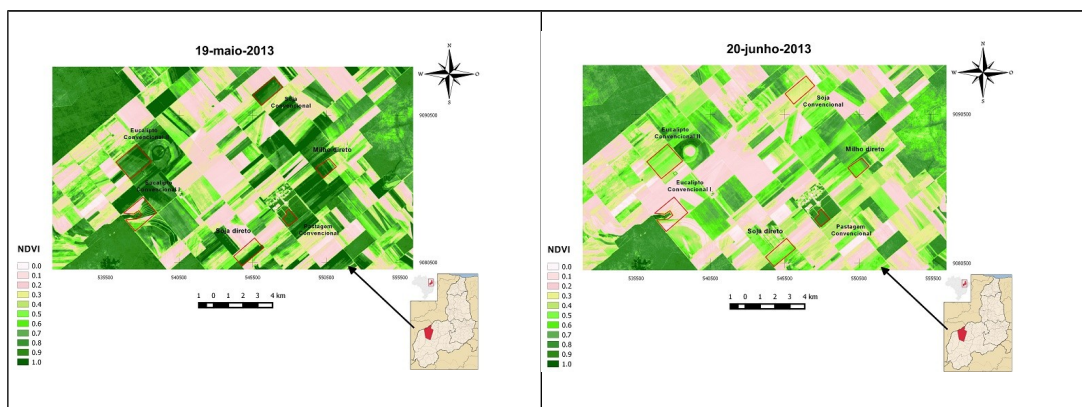 19-maio-2013
N
W
O
S
Soja
Convencional
9090500
Eucalipto
Convencional
Milho direto
Eucalipto
Convencional I
Soja direto
Pastagem
Convencional
9080500
535500
540500
545500
550500
555500
NDVI
0.0
0.1
0.2
0.3
0.4
0.5
0.6
0.7
0.8
0.9
1.0
1 0 1 2 3 4 km
20-junho-2013
N
W
O
S
Soja
Convencional
9090500
Eucalipto
Convencional II
Milho direto
Eucalipto
Convencional I
Soja direto
Pastagam
Convencional
9080500
535500
540500
545500
550500
555500
NDVI
0.0
0.1
0.2
0.3
0.4
0.5
0.6
0.7
0.8
0.9
1.0
1 0 1 2 3 4 km